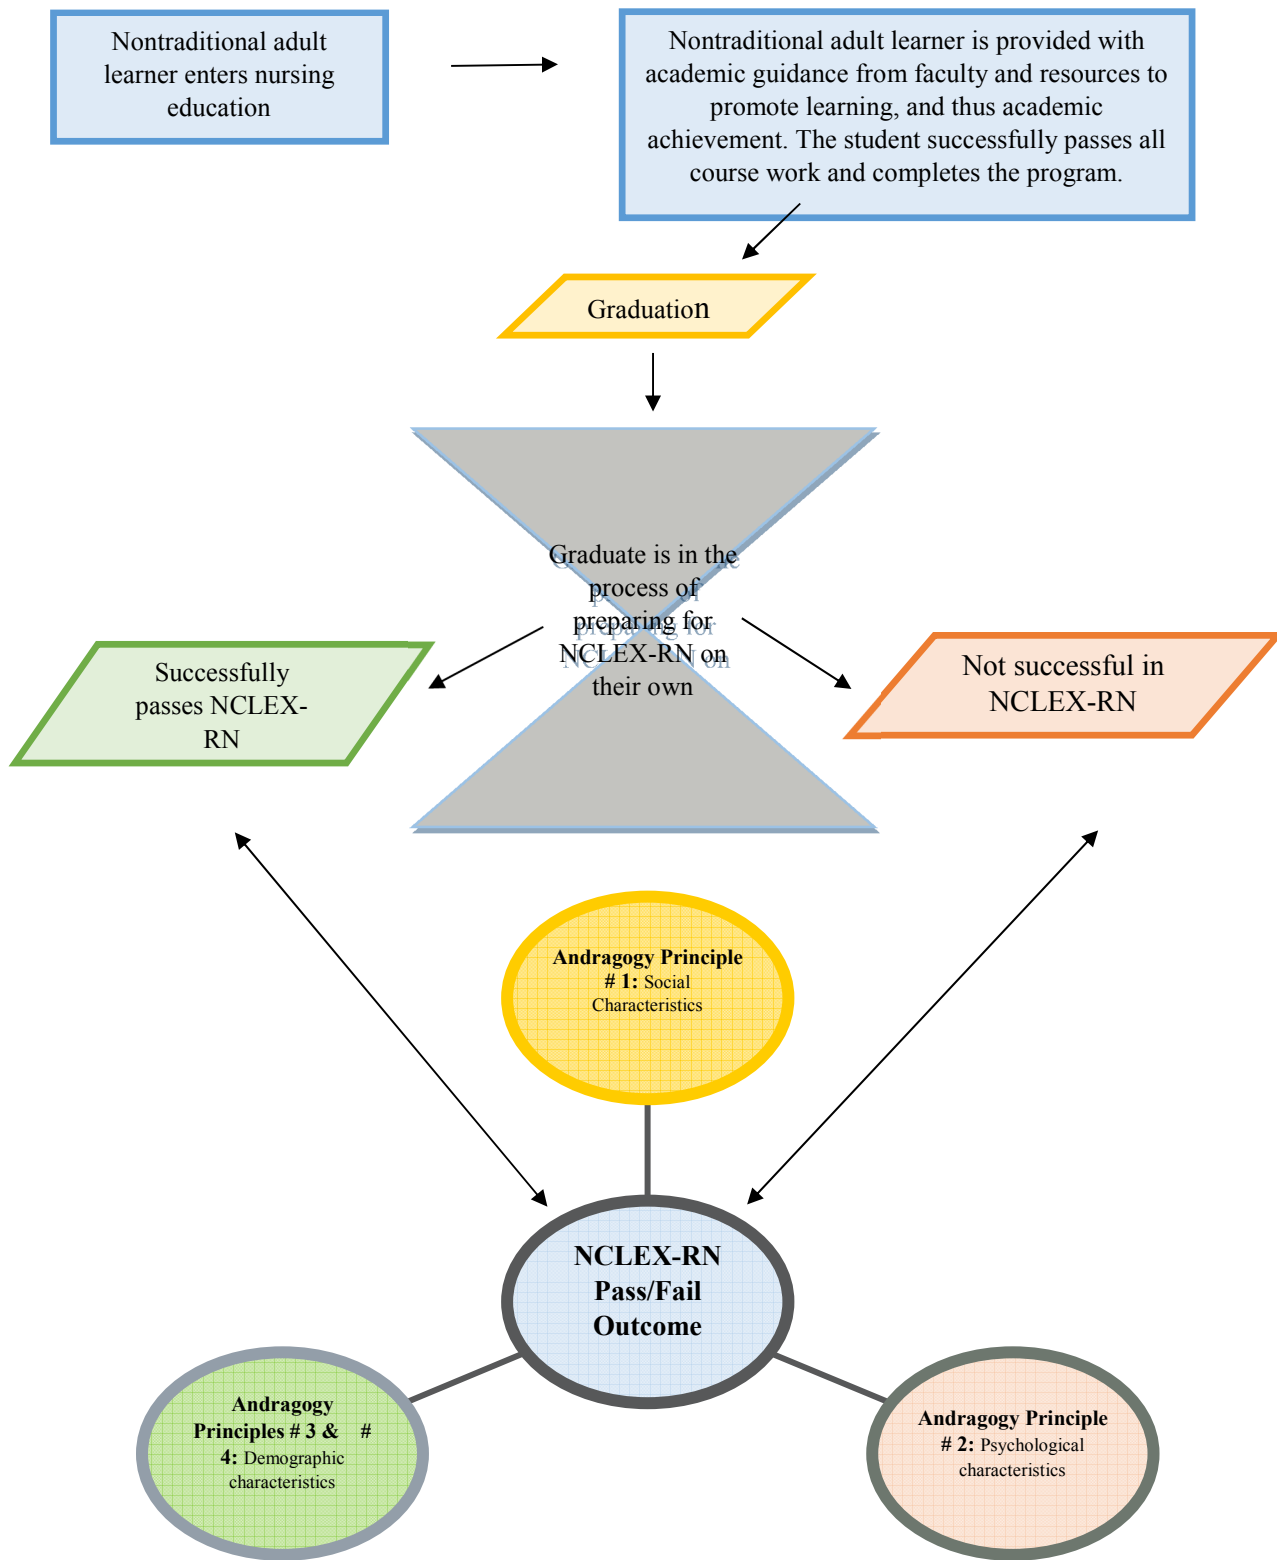 Nontraditional adult
learner enters nursing
education
Nontraditional adult learner is provided with
academic guidance from faculty and resources to
promote learning, and thus academic
achievement. The student successfully passes all
course work and completes the program.
Graduation
Graduate is in the
process of
preparing for
NCLEX-RN on
their own
Successfully
passes NCLEX-
RN
Not successful in
NCLEX-RN
Andragogy Principle
# 1: Social
Characteristics
NCLEX-RN
Pass/Fail
Outcome
Andragogy
Principles # 3 & #
4: Demographic
characteristics
Andragogy Principle
# 2: Psychological
characteristics